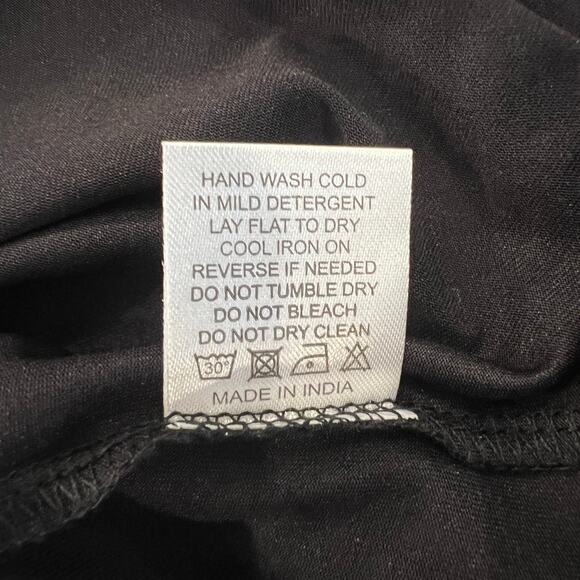 HAND WASH COLD
IN MILD DETERGENT
LAY FLAT TO DRY
COOL IRON ON
REVERSE IF NEEDED
DO NOT TUMBLE DRY
DO NOT BLEACH
DO NOT DRY CLEAN
30°
MADE IN INDIA